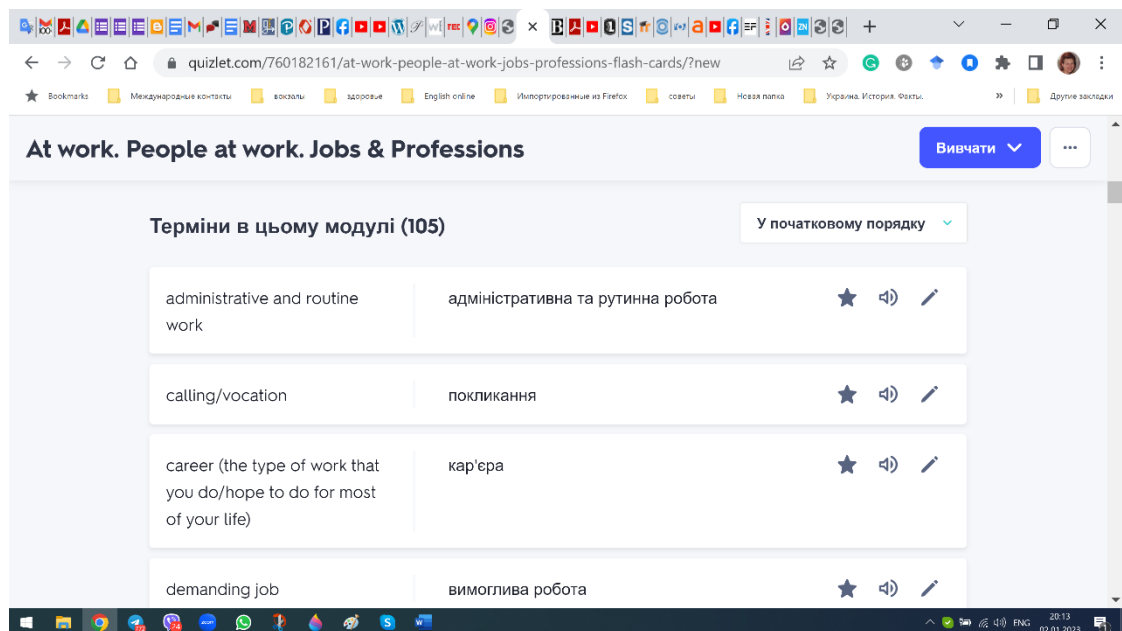 quizlet.com/760182161/at-work-people-at-work-jobs-professions-flash-cards/?new
Bookmarks Международные контакты вокзалы здоровье English online Импортированные из Firefox советы Новая папка Украина. История. Факты. » Другие закладки
At work. People at work. Jobs & Professions
Вивчати
Терміни в цьому модулі (105)
У початковому порядку
administrative and routine
work
адміністративна та рутинна робота
calling/vocation
покликання
career (the type of work that
you do/hope to do for most
of your life)
кар'єра
demanding job
вимоглива робота
ENG
20:13
02.01.2023